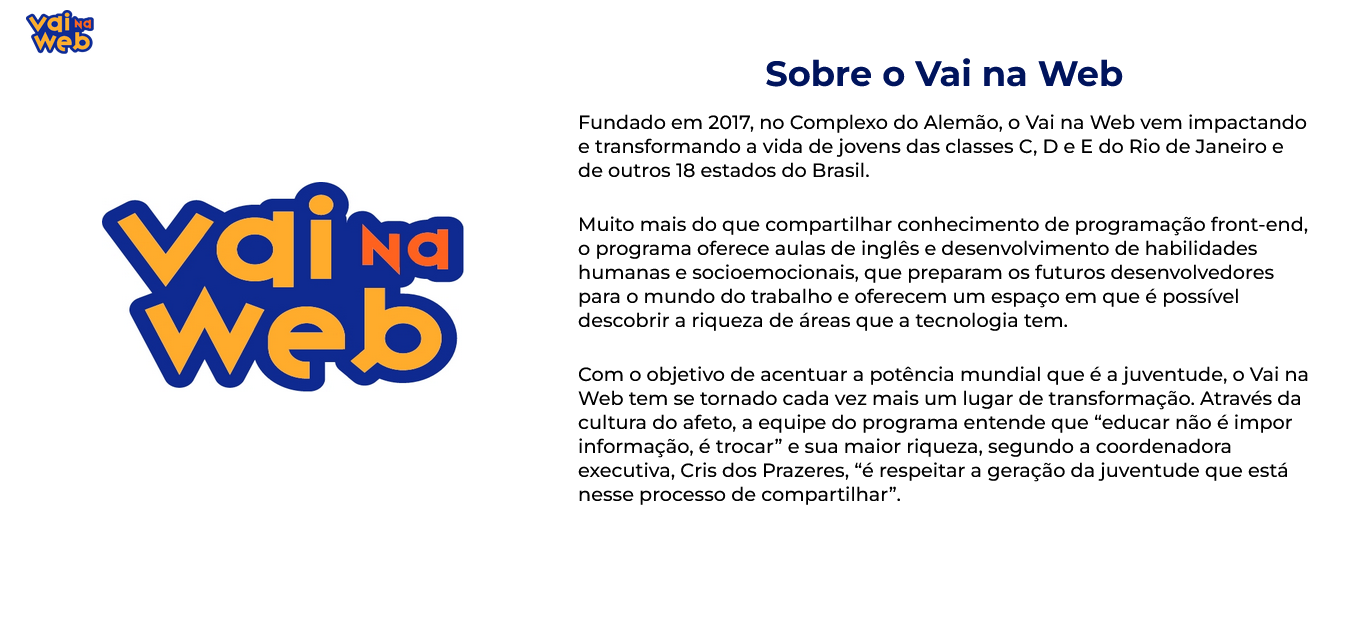 vai na
web
Sobre o Vai na Web
Fundado em 2017, no Complexo do Alemão, o Vai na Web vem impactando
e transformando a vida de jovens das classes C, D e E do Rio de Janeiro e
de outros 18 estados do Brasil.
Muito mais do que compartilhar conhecimento de programação front-end,
o programa oferece aulas de inglês e desenvolvimento de habilidades
humanas e socioemocionais, que preparam os futuros desenvolvedores
para o mundo do trabalho e oferecem um espaço em que é possível
descobrir a riqueza de áreas que a tecnologia tem.
Com o objetivo de acentuar a potência mundial que é a juventude, o Vai na
Web tem se tornado cada vez mais um lugar de transformação. Através da
cultura do afeto, a equipe do programa entende que “educar não é impor
informação, é trocar” e sua maior riqueza, segundo a coordenadora
executiva, Cris dos Prazeres, “é respeitar a geração da juventude que está
nesse processo de compartilhar”.
vai na
web